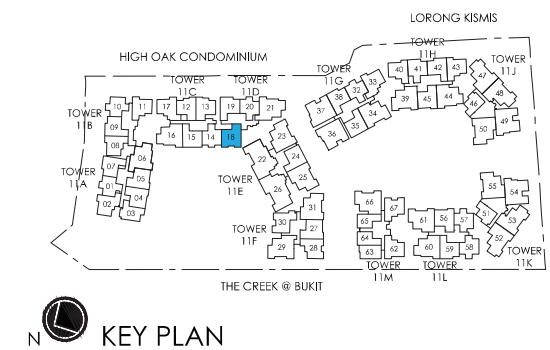 LORONG KISMIS
HIGH OAK CONDOMINIUM
TOWER 11H
TOWER 11J
TOWER 11G
TOWER 11C
TOWER 11D
TOWER 11B
TOWER 11A
TOWER 11E
TOWER 11F
TOWER 11M
TOWER 11L
TOWER 11K
10 11 17 12 13 19 20 21
09 16 15 14 18 23
08 07 06 05 01 04 02 03
22 24 25 26
31 30 27 29 28
37 38 32 33 36 35 34
40 41 42 43 39 45 44
47 48 46 49 50
66 67 65 64 63 62
61 56 57 60 59 58
55 54 51 53 52
THE CREEK @ BUKIT
N KEY PLAN